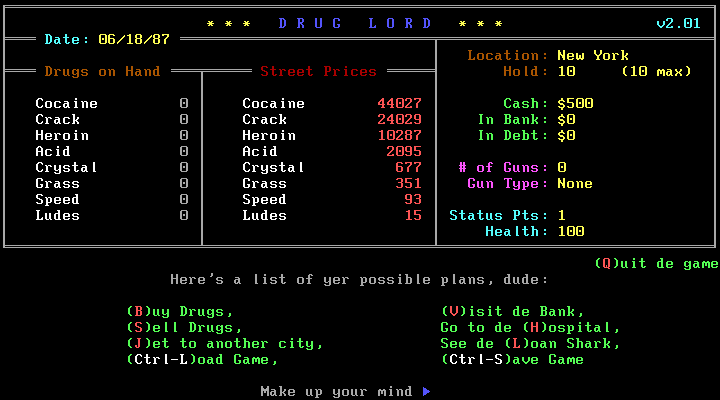 * * * D R U G L O R D * * * v2.01
Date: 06/18/87
Location: New York
Drugs on Hand Street Prices Hold: 10 (10 max)
Cocaine 0 Cocaine 44027 Cash: $500
Crack 0 Crack 24029 In Bank: $0
Heroin 0 Heroin 10287 In Debt: $0
Acid 0 Acid 2095
Crystal 0 Crystal 677 # of Guns: 0
Grass 0 Grass 351 Gun Type: None
Speed 0 Speed 93
Ludes 0 Ludes 15 Status Pts: 1
Health: 100
(Q)uit de game
Here's a list of yer possible plans, dude:
(B)uy Drugs, (V)isit de Bank,
(S)ell Drugs, Go to de (H)ospital,
(J)et to another city, See de (L)oan Shark,
(Ctrl-L)oad Game, (Ctrl-S)ave Game
Make up your mind